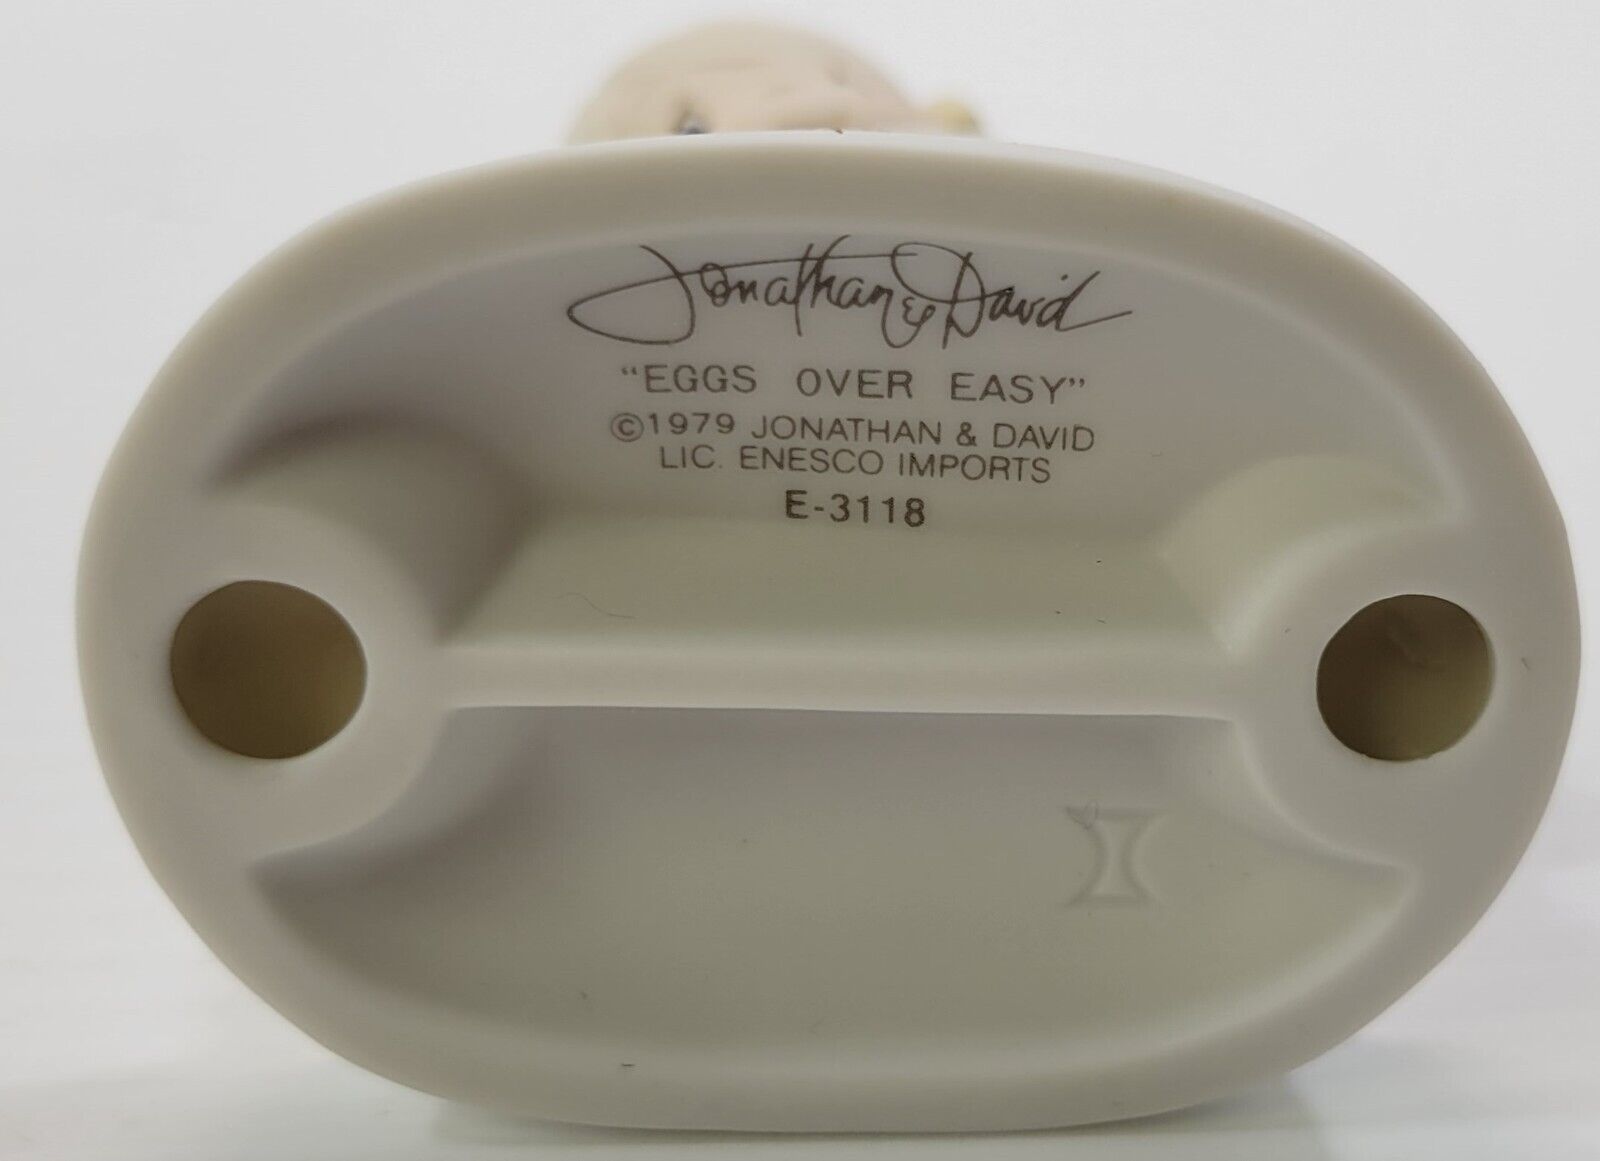 Jonathan & David
“EGGS OVER EASY”
©1979 JONATHAN & DAVID
LIC. ENESCO IMPORTS
E-3118